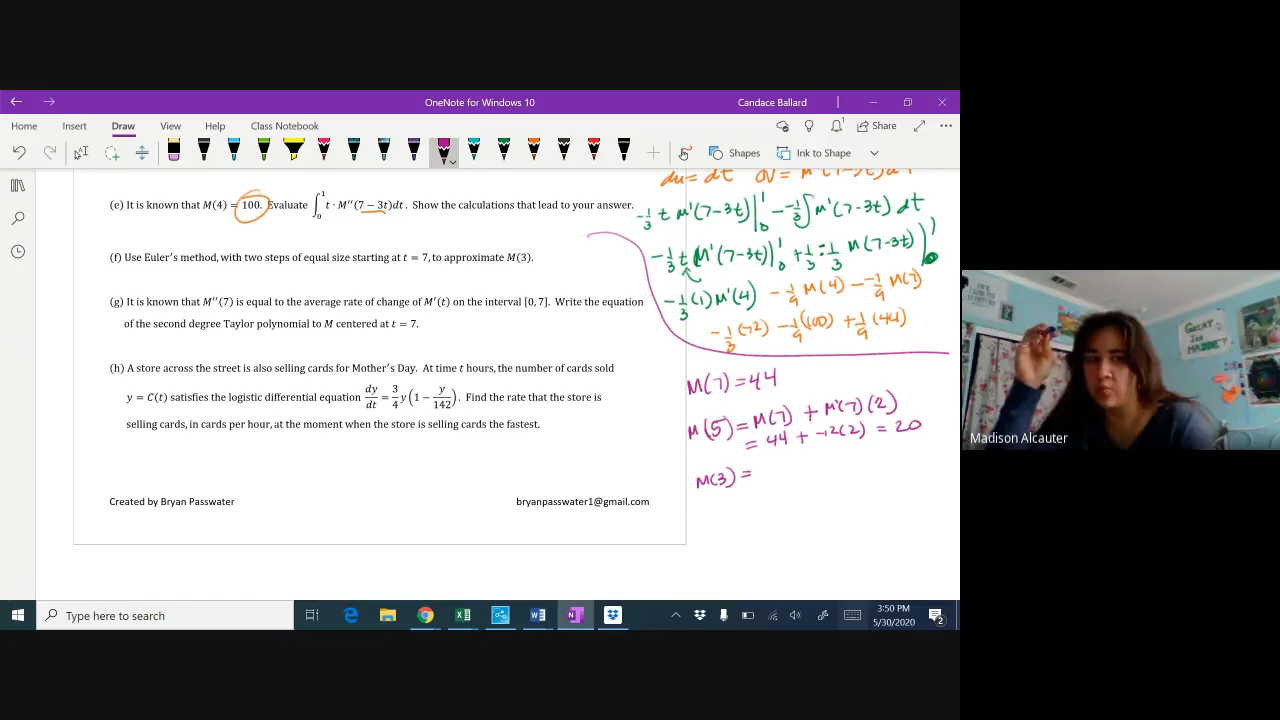 OneNote for Windows 10
Candace Ballard
Home Insert Draw View Help Class Notebook
Share
Shapes Ink to Shape
du = dt dv = M''(7-3t)dt
(e) It is known that M(4) = 100. Evaluate ∫₀¹ t · M''(7 − 3t)dt. Show the calculations that lead to your answer.
-1/3 t M'(7-3t)|₀¹ - -1/3 ∫M'(7-3t) dt
-1/3 t M'(7-3t)|₀¹ + 1/3 · -1/3 M(7-3t)|₀¹
(f) Use Euler's method, with two steps of equal size starting at t = 7, to approximate M(3).
-1/3 (1) M'(4) - 1/9 M(4) - -1/9 M(7)
(g) It is known that M''(7) is equal to the average rate of change of M'(t) on the interval [0, 7]. Write the equation
of the second degree Taylor polynomial to M centered at t = 7.
-1/3 (-12) - 1/9 (100) + 1/9 (44)
(h) A store across the street is also selling cards for Mother's Day. At time t hours, the number of cards sold
y = C(t) satisfies the logistic differential equation dy/dt = 3/4 y (1 − y/142). Find the rate that the store is
selling cards, in cards per hour, at the moment when the store is selling cards the fastest.
M(7) = 44
M(5) = M(7) + M'(7)(2)
= 44 + -12(2) = 20
M(3) =
Created by Bryan Passwater
bryanpasswater1@gmail.com
Madison Alcauter
Type here to search
3:50 PM
5/30/2020
2